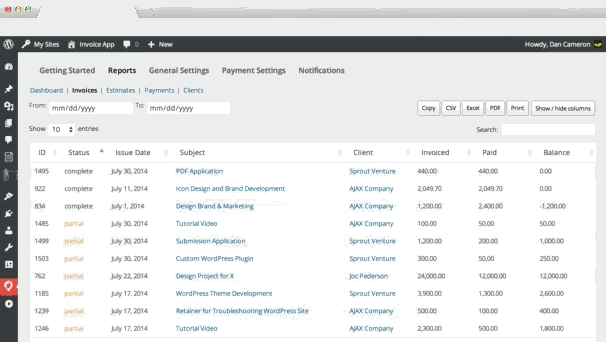 My Sites Invoice App 0 + New Howdy, Dan Cameron
Getting Started Reports General Settings Payment Settings Notifications
Dashboard | Invoices | Estimates | Payments | Clients
From: mm/dd/yyyy To: mm/dd/yyyy Copy CSV Excel PDF Print Show / hide columns
Show 10 entries Search:
ID Status Issue Date Subject Client Invoiced Paid Balance
1495 complete July 30, 2014 PDF Application Sprout Venture 440.00 440.00 0.00
922 complete July 11, 2014 Icon Design and Brand Development AJAX Company 2,049.70 2,049.70 0.00
834 complete July 1, 2014 Design Brand & Marketing AJAX Company 1,200.00 2,400.00 -1,200.00
1485 partial July 30, 2014 Tutorial Video AJAX Company 100.00 50.00 50.00
1499 partial July 30, 2014 Submission Application Sprout Venture 1,200.00 200.00 1,000.00
1503 partial July 30, 2014 Custom WordPress Plugin Sprout Venture 300.00 50.00 250.00
762 partial July 22, 2014 Design Project for X Joc Pederson 24,000.00 12,000.00 12,000.00
1185 partial July 17, 2014 WordPress Theme Development Sprout Venture 3,900.00 1,300.00 2,600.00
1239 partial July 17, 2014 Retainer for Troubleshooting WordPress Site AJAX Company 500.00 100.00 400.00
1246 partial July 17, 2014 Tutorial Video AJAX Company 2,300.00 500.00 1,800.00